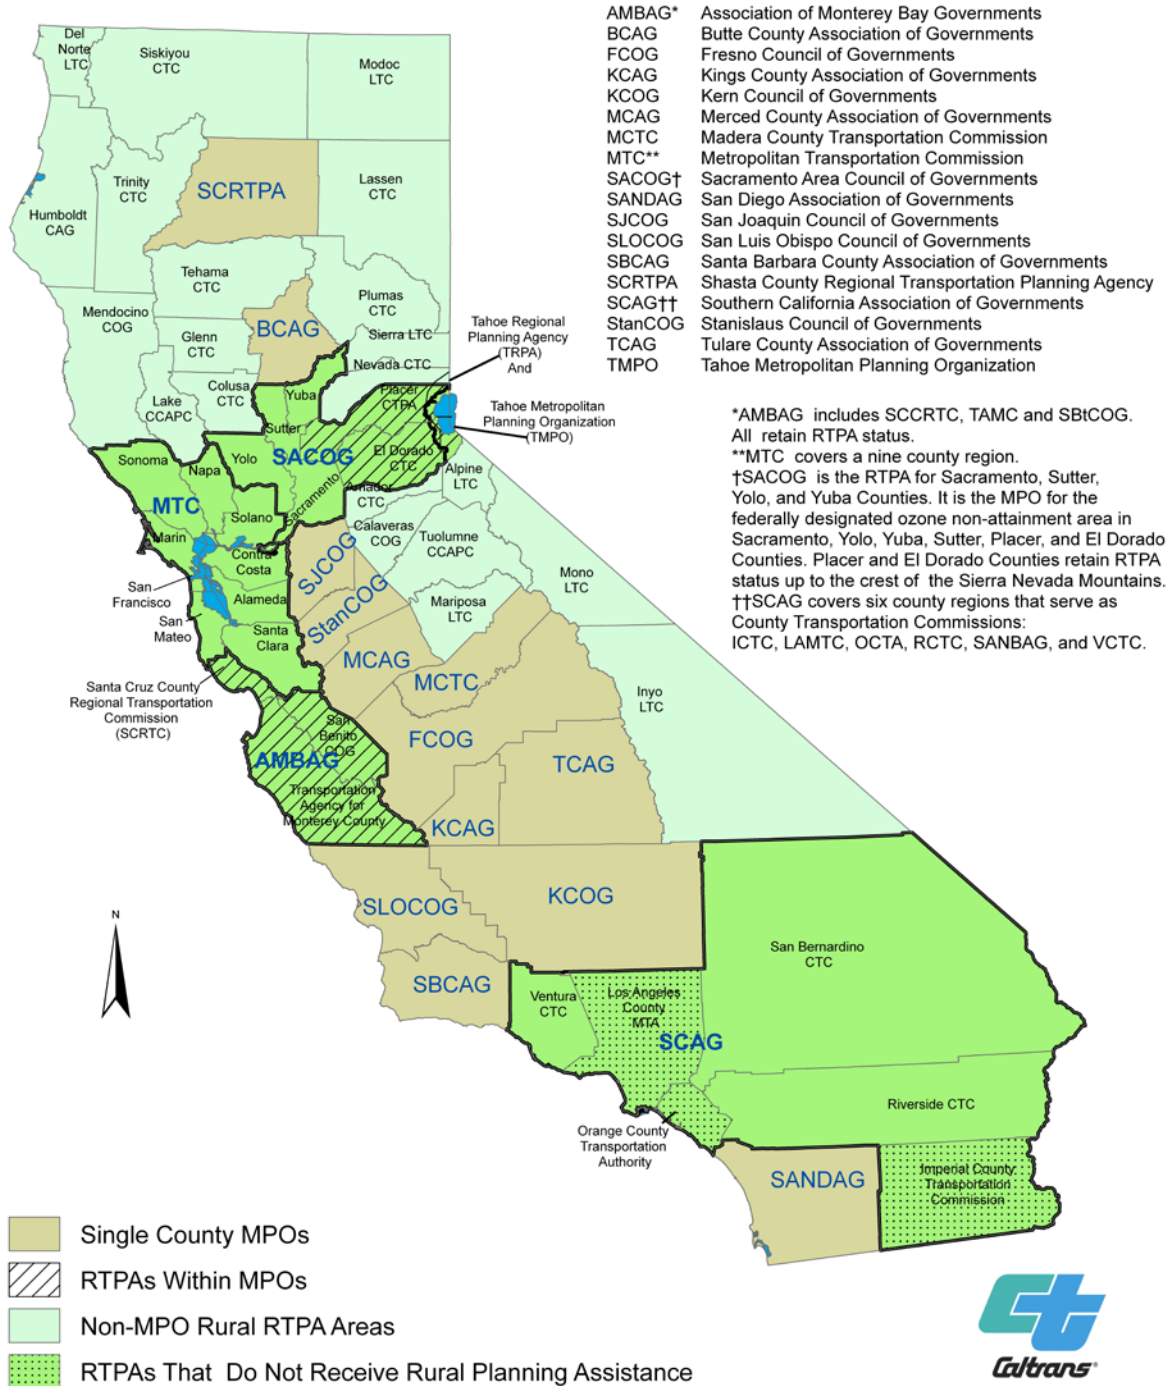 AMBAG* Association of Monterey Bay Governments
BCAG Butte County Association of Governments
FCOG Fresno Council of Governments
KCAG Kings County Association of Governments
KCOG Kern Council of Governments
MCAG Merced County Association of Governments
MCTC Madera County Transportation Commission
MTC** Metropolitan Transportation Commission
SACOG† Sacramento Area Council of Governments
SANDAG San Diego Association of Governments
SJCOG San Joaquin Council of Governments
SLOCOG San Luis Obispo Council of Governments
SBCAG Santa Barbara County Association of Governments
SCRTPA Shasta County Regional Transportation Planning Agency
SCAG†† Southern California Association of Governments
StanCOG Stanislaus Council of Governments
TCAG Tulare County Association of Governments
TMPO Tahoe Metropolitan Planning Organization
*AMBAG includes SCCRTC, TAMC and SBtCOG.
All retain RTPA status.
**MTC covers a nine county region.
†SACOG is the RTPA for Sacramento, Sutter,
Yolo, and Yuba Counties. It is the MPO for the
federally designated ozone non-attainment area in
Sacramento, Yolo, Yuba, Sutter, Placer, and El Dorado
Counties. Placer and El Dorado Counties retain RTPA
status up to the crest of the Sierra Nevada Mountains.
††SCAG covers six county regions that serve as
County Transportation Commissions:
ICTC, LAMTC, OCTA, RCTC, SANBAG, and VCTC.
Del
Norte
LTC
Siskiyou
CTC
Modoc
LTC
Humboldt
CAG
Trinity
CTC
SCRTPA
Lassen
CTC
Tehama
CTC
Plumas
CTC
Mendocino
COG
Glenn
CTC
BCAG
Sierra LTC
Nevada CTC
Tahoe Regional
Planning Agency
(TRPA)
And
Tahoe Metropolitan
Planning Organization
(TMPO)
Lake
CCAPC
Colusa
CTC
Yuba
Sutter
Placer
CTPA
El Dorado
CTC
SACOG
Sacramento
Sonoma
Napa
Yolo
MTC
Solano
Marin
Contra
Costa
Alameda
Santa
Clara
San
Francisco
San
Mateo
Amador
CTC
Alpine
LTC
Calaveras
COG
Tuolumne
CCAPC
Mono
LTC
Mariposa
LTC
SJCOG
StanCOG
MCAG
MCTC
Inyo
LTC
Santa Cruz County
Regional Transportation
Commission
(SCRTC)
San
Benito
COG
AMBAG
Transportation
Agency for
Monterey County
FCOG
TCAG
KCAG
KCOG
SLOCOG
SBCAG
San Bernardino
CTC
Ventura
CTC
Los Angeles
County
MTA
SCAG
Riverside CTC
Orange County
Transportation
Authority
SANDAG
Imperial County
Transportation
Commission
N
Single County MPOs
RTPAs Within MPOs
Non-MPO Rural RTPA Areas
RTPAs That Do Not Receive Rural Planning Assistance
Ct
Caltrans®